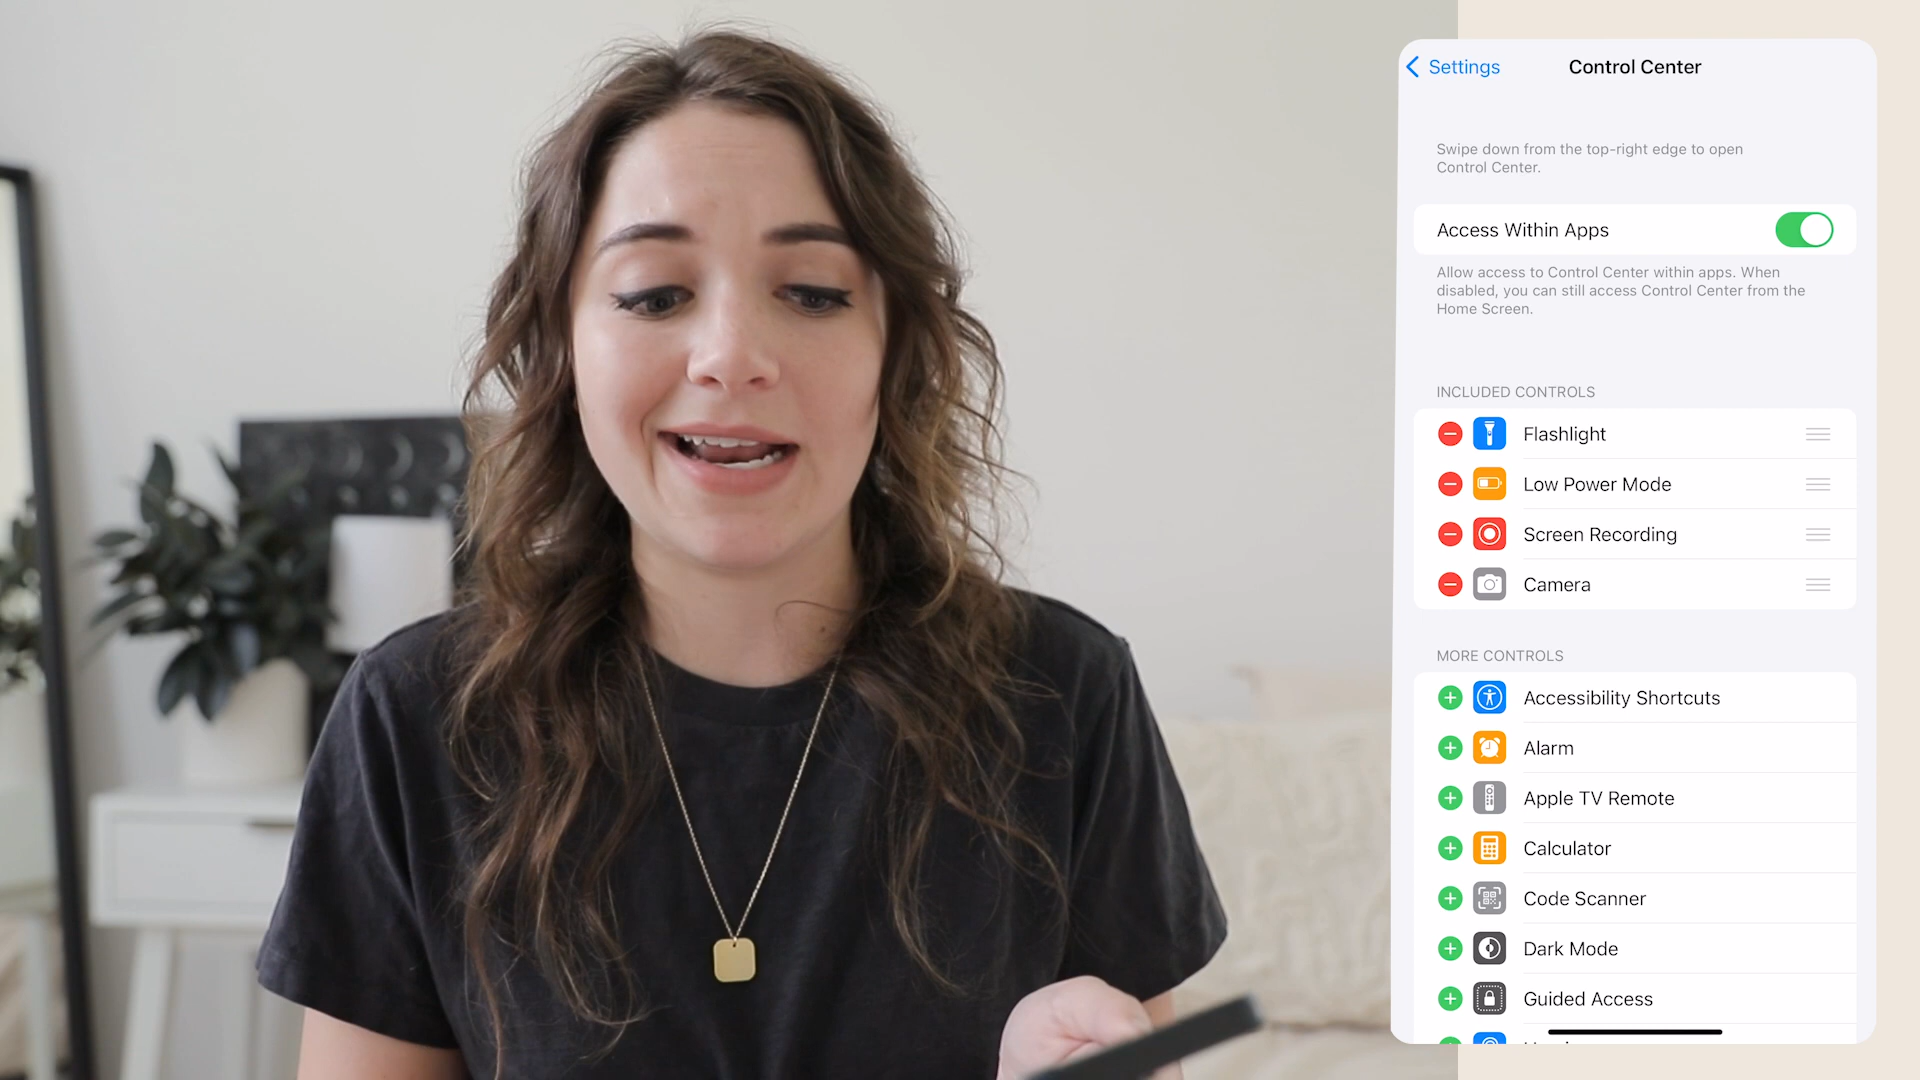 Settings
Control Center
Swipe down from the top-right edge to open
Control Center.
Access Within Apps
Allow access to Control Center within apps. When
disabled, you can still access Control Center from the
Home Screen.
INCLUDED CONTROLS
Flashlight
Low Power Mode
Screen Recording
Camera
MORE CONTROLS
Accessibility Shortcuts
Alarm
Apple TV Remote
Calculator
Code Scanner
Dark Mode
Guided Access